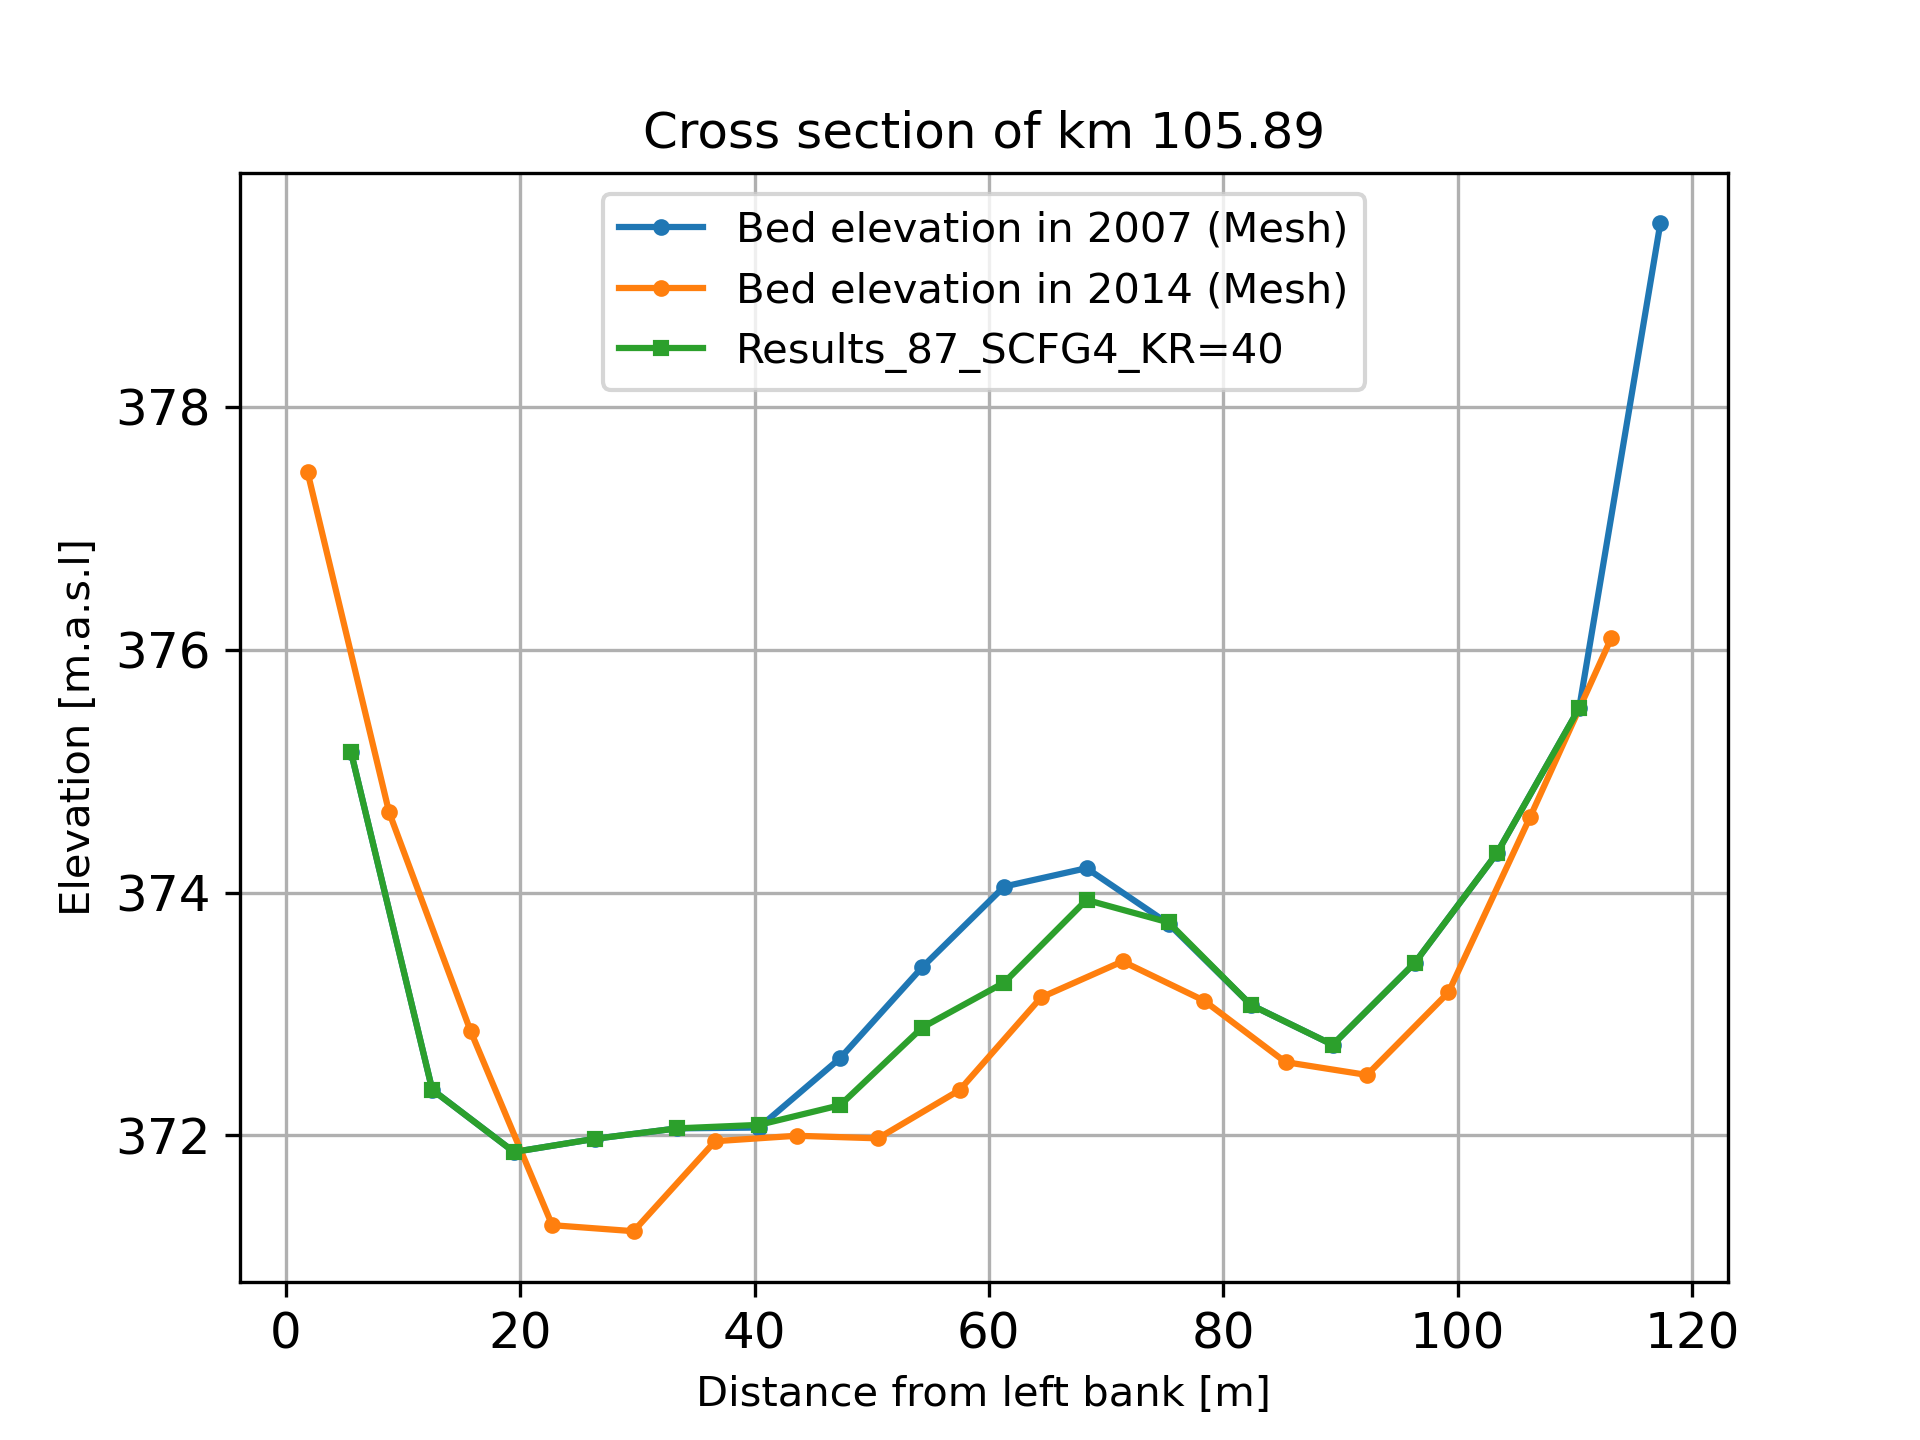 Cross section of km 105.89
Bed elevation in 2007 (Mesh)
Bed elevation in 2014 (Mesh)
Results_87_SCFG4_KR=40
Elevation [m.a.s.l]
378
376
374
372
0 20 40 60 80 100 120
Distance from left bank [m]